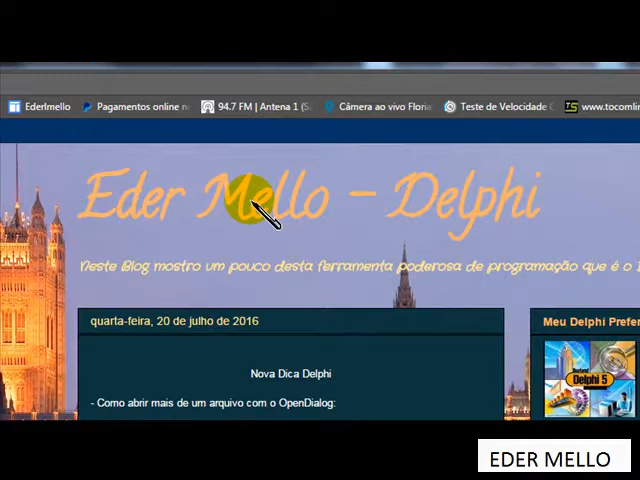 Ederlmello Pagamentos online 94.7 FM | Antena 1 (S Câmera ao vivo Floria Teste de Velocidade www.tocomlin
Eder Mello - Delphi
Neste Blog mostro um pouco desta ferramenta poderosa de programação que é o
quarta-feira, 20 de julho de 2016
Meu Delphi Prefer
Nova Dica Delphi
Borland
Delphi 5
- Como abrir mais de um arquivo com o OpenDialog:
EDER MELLO